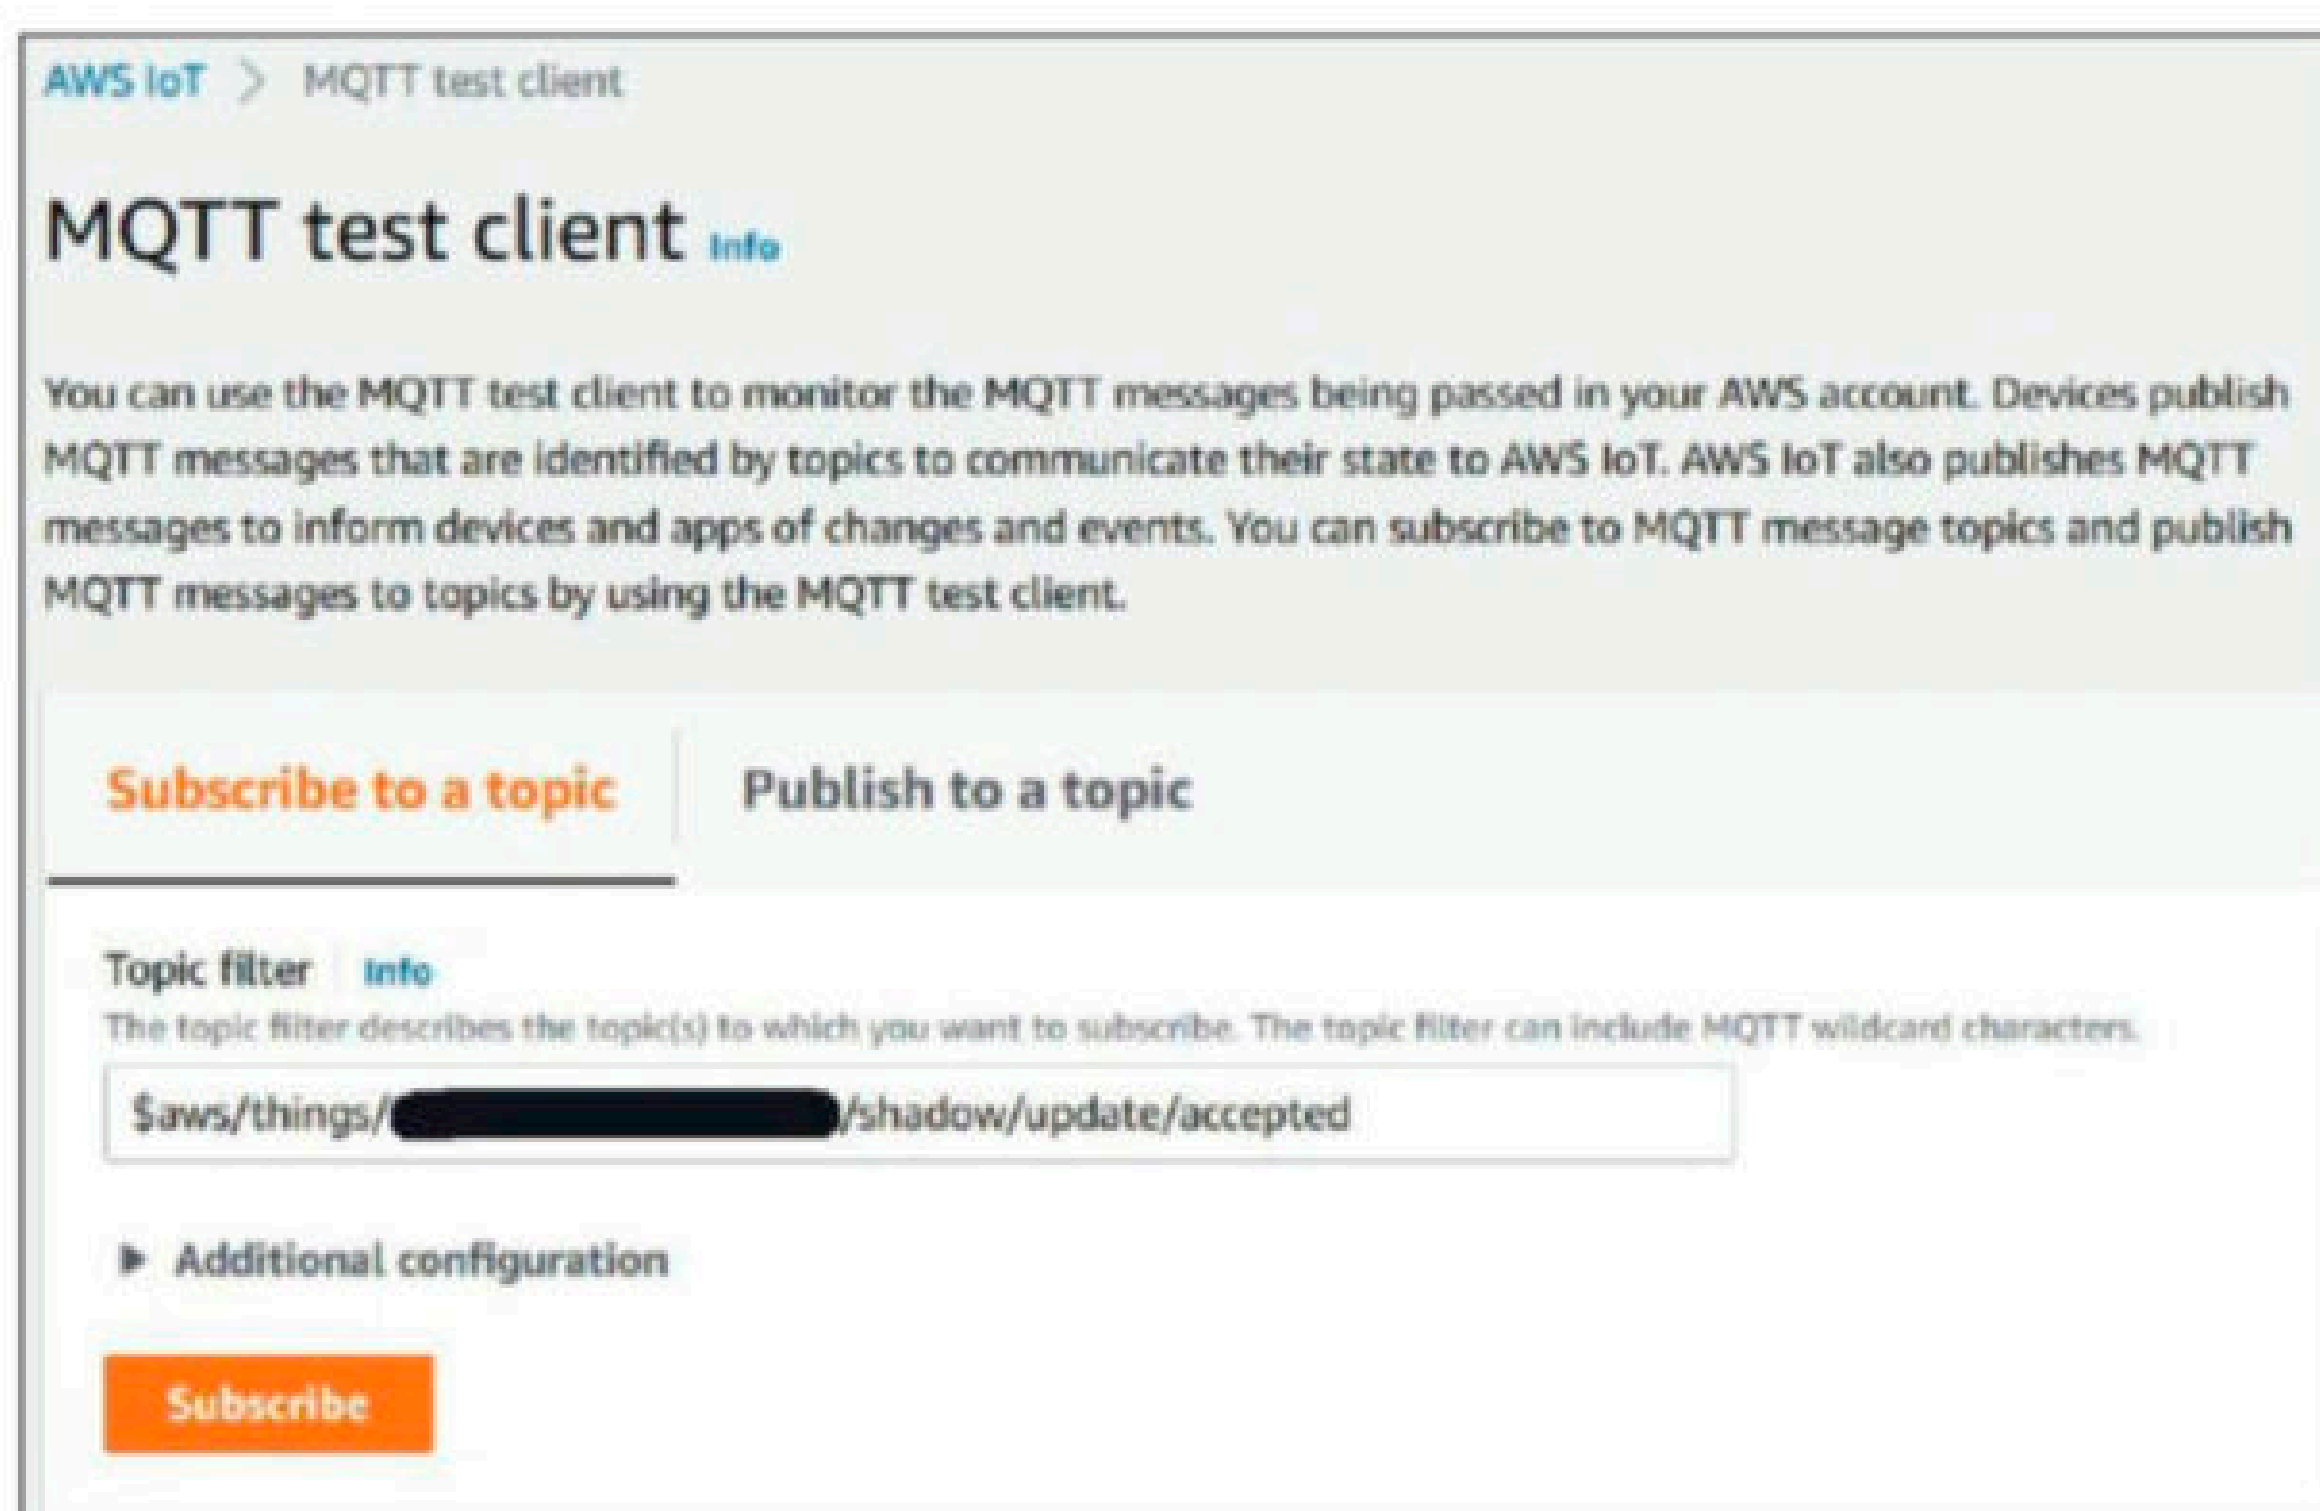 AWS IoT > MQTT test client
MQTT test client Info
You can use the MQTT test client to monitor the MQTT messages being passed in your AWS account. Devices publish
MQTT messages that are identified by topics to communicate their state to AWS IoT. AWS IoT also publishes MQTT
messages to inform devices and apps of changes and events. You can subscribe to MQTT message topics and publish
MQTT messages to topics by using the MQTT test client.
Subscribe to a topic Publish to a topic
Topic filter Info
The topic filter describes the topic(s) to which you want to subscribe. The topic filter can include MQTT wildcard characters.
$aws/things/ /shadow/update/accepted
Additional configuration
Subscribe